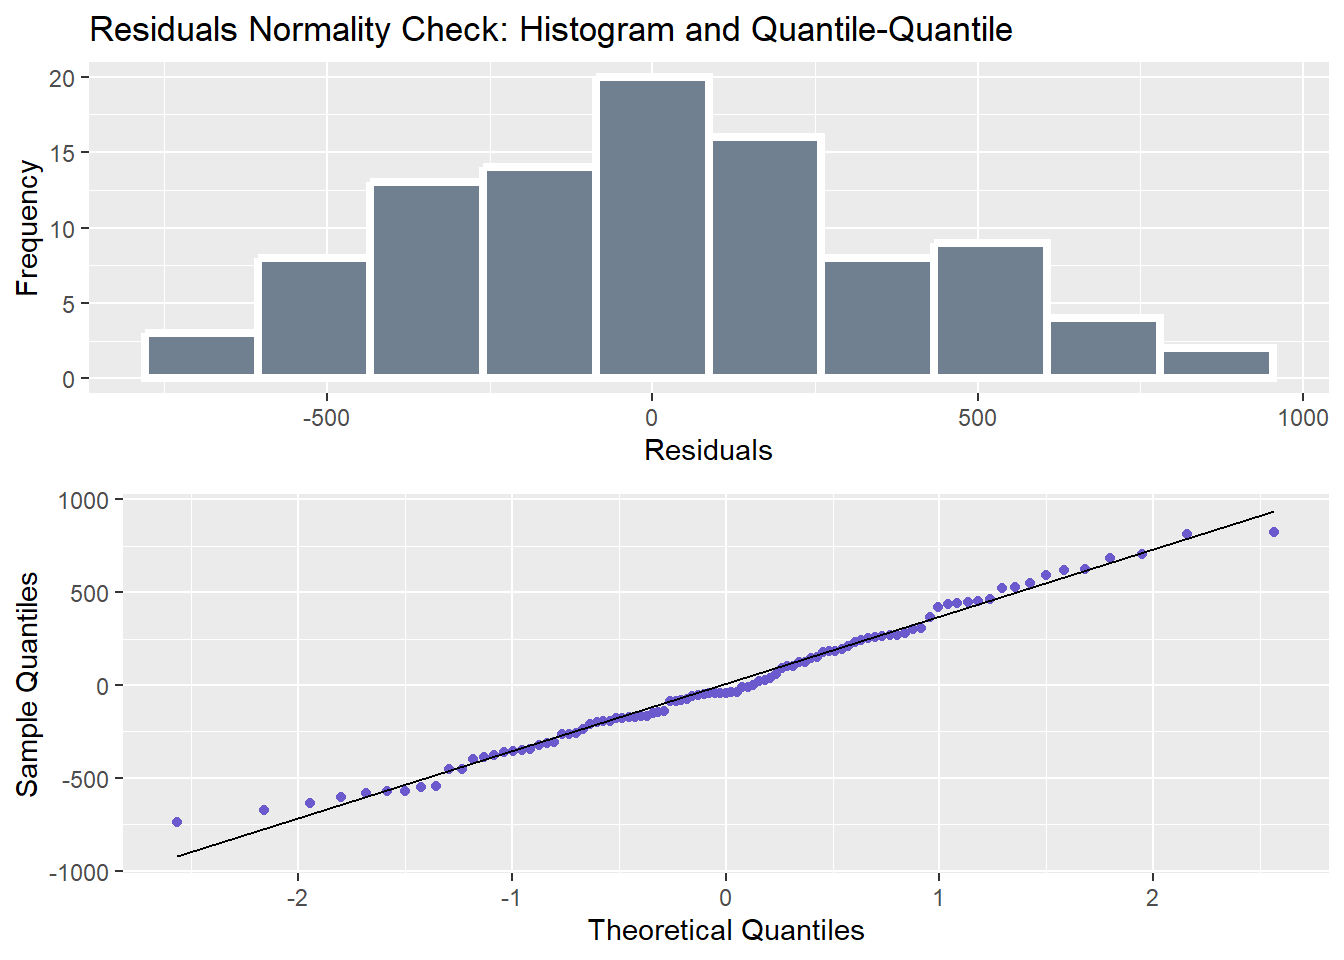 Residuals Normality Check: Histogram and Quantile-Quantile
20
15
10
5
0
Frequency
-500 0 500 1000
Residuals
1000
500
0
-500
-1000
Sample Quantiles
-2 -1 0 1 2
Theoretical Quantiles